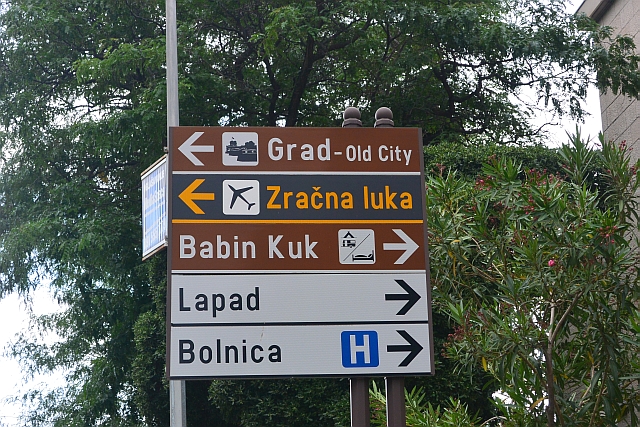 Grad - Old City
Zračna luka
Babin Kuk
Lapad
Bolnica H